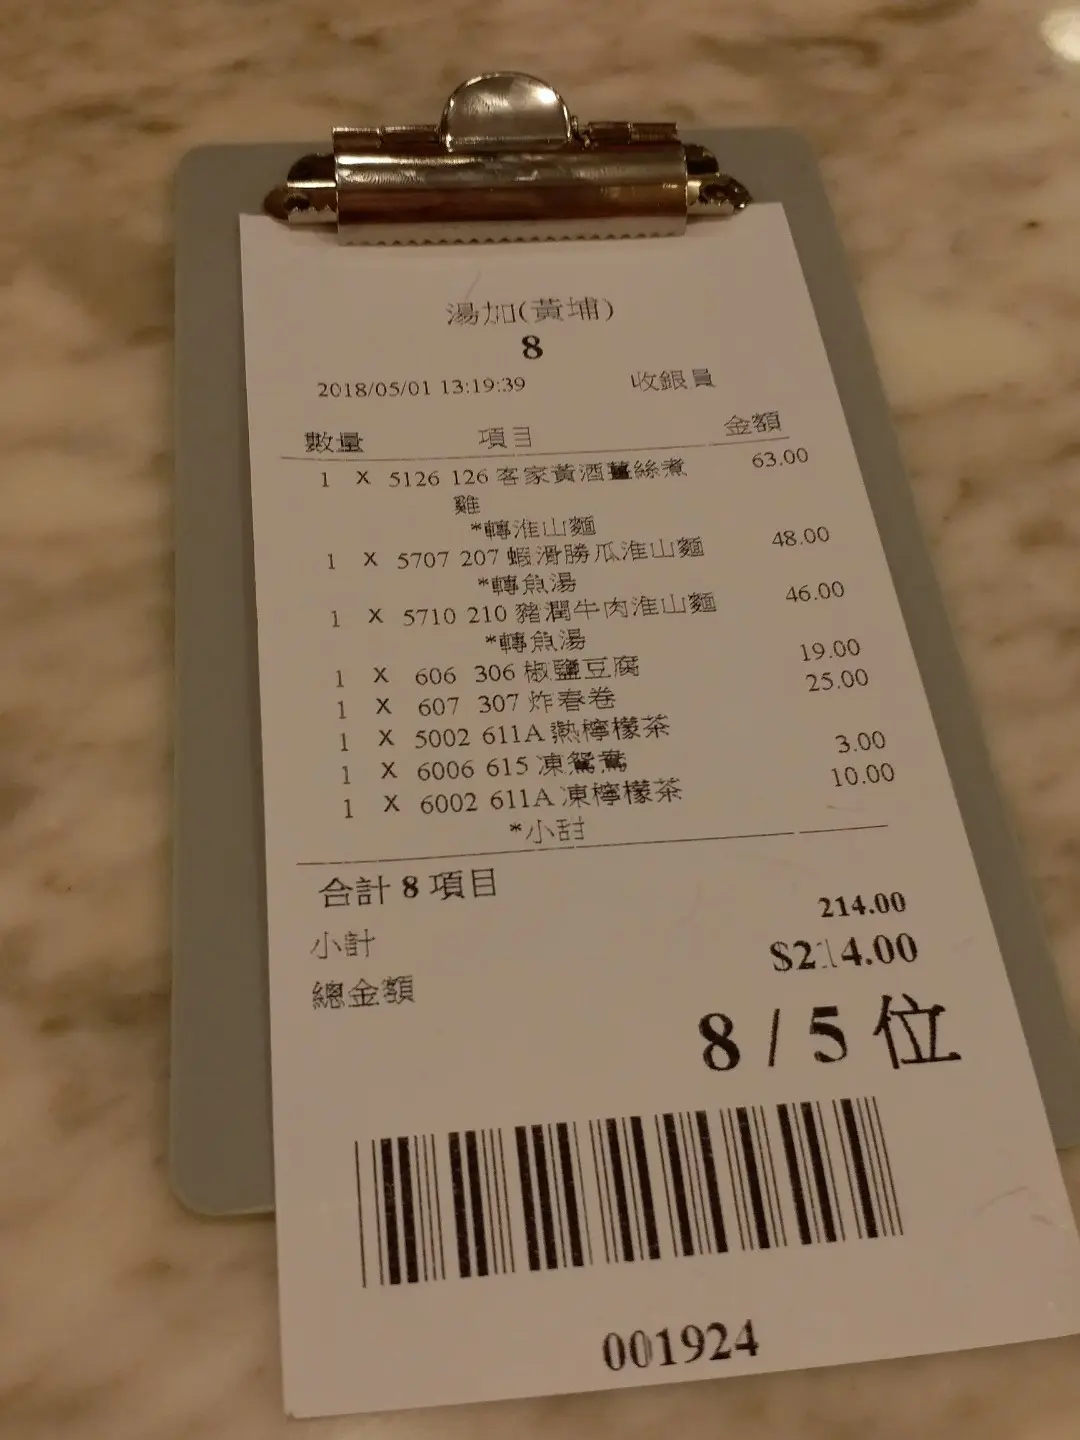 湯加(黃埔)
8
2018/05/01 13:19:39 收銀員
數量 項目 金額
1 X 5126 126 客家黃酒薑絲煮 63.00
雞
*轉淮山麵
1 X 5707 207 蝦滑勝瓜淮山麵 48.00
*轉魚湯
1 X 5710 210 豬潤牛肉淮山麵 46.00
*轉魚湯
1 X 606 306 椒鹽豆腐 19.00
1 X 607 307 炸春卷 25.00
1 X 5002 611A 熱檸檬茶
1 X 6006 615 凍鴛鴦 3.00
1 X 6002 611A 凍檸檬茶 10.00
*小甜
合計 8 項目
小計 214.00
總金額 $214.00
8 / 5 位
001924